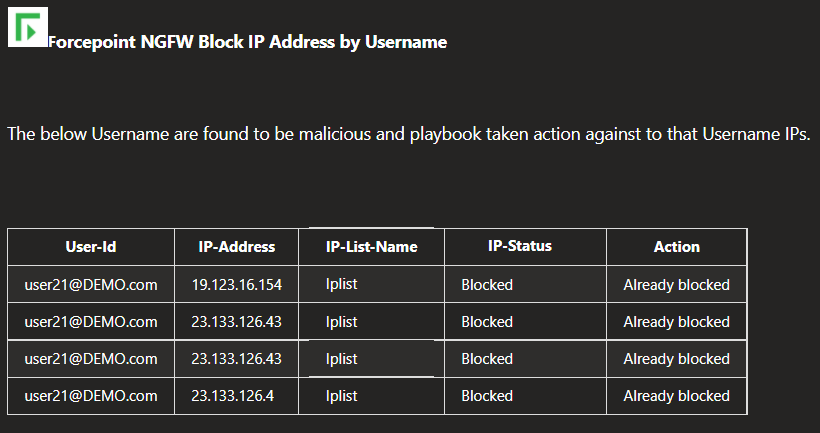 Forcepoint NGFW Block IP Address by Username
The below Username are found to be malicious and playbook taken action against to that Username IPs.
User-Id IP-Address IP-List-Name IP-Status Action
user21@DEMO.com 19.123.16.154 Iplist Blocked Already blocked
user21@DEMO.com 23.133.126.43 Iplist Blocked Already blocked
user21@DEMO.com 23.133.126.43 Iplist Blocked Already blocked
user21@DEMO.com 23.133.126.4 Iplist Blocked Already blocked